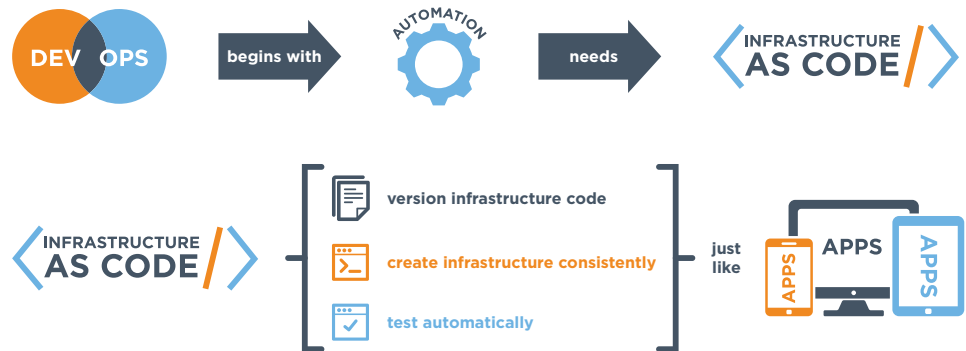 DEV OPS
begins with
AUTOMATION
needs
INFRASTRUCTURE
AS CODE
INFRASTRUCTURE
AS CODE
version infrastructure code
create infrastructure consistently
test automatically
just
like
APPS
APPS
APPS